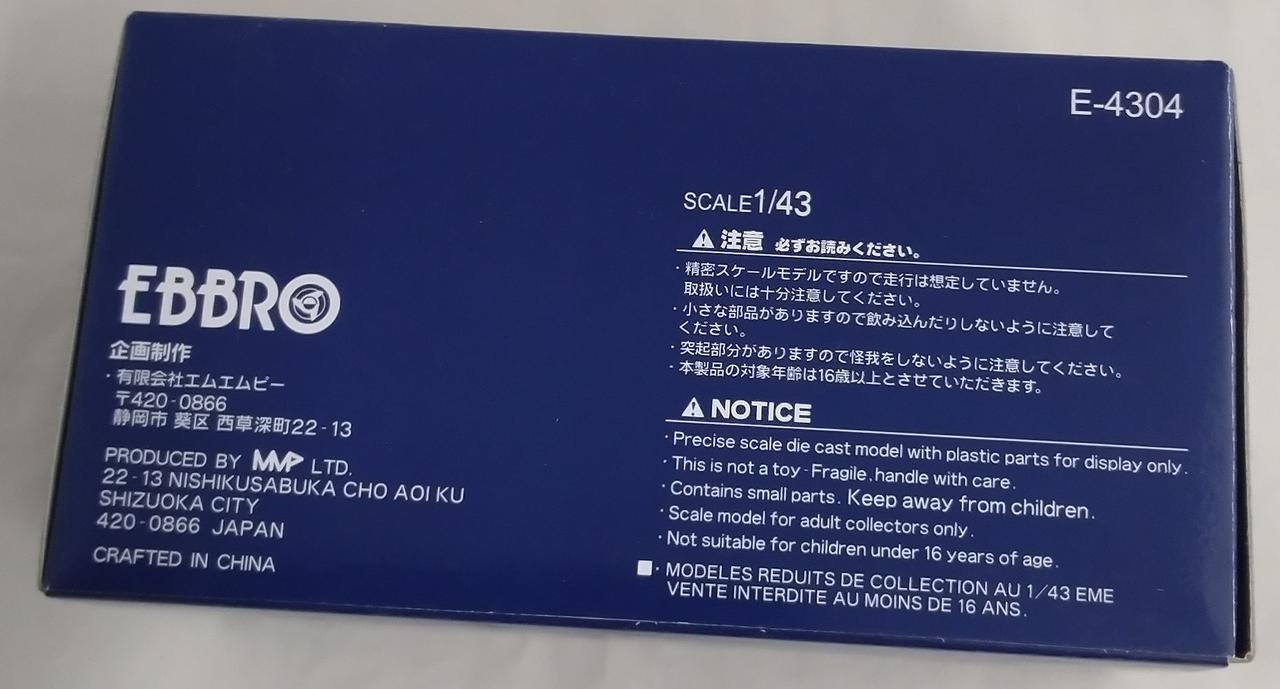 E-4304
SCALE1/43
注意 必ずお読みください。
・精密スケールモデルですので走行は想定していません。
取扱いには十分注意してください。
・小さな部品がありますので飲み込んだりしないように注意して
ください。
・突起部分がありますので怪我をしないように注意してください。
・本製品の対象年齢は16歳以上とさせていただきます。
NOTICE
・Precise scale die cast model with plastic parts for display only.
・This is not a toy - Fragile, handle with care.
・Contains small parts. Keep away from children.
・Scale model for adult collectors only.
・Not suitable for children under 16 years of age.
・MODELES REDUITS DE COLLECTION AU 1/43 EME
VENTE INTERDITE AU MOINS DE 16 ANS.
EBBRO
企画制作
・有限会社エムエムピー
〒420-0866
静岡市 葵区 西草深町22-13
PRODUCED BY MMP LTD.
22-13 NISHIKUSABUKA CHO AOI KU
SHIZUOKA CITY
420-0866 JAPAN
CRAFTED IN CHINA